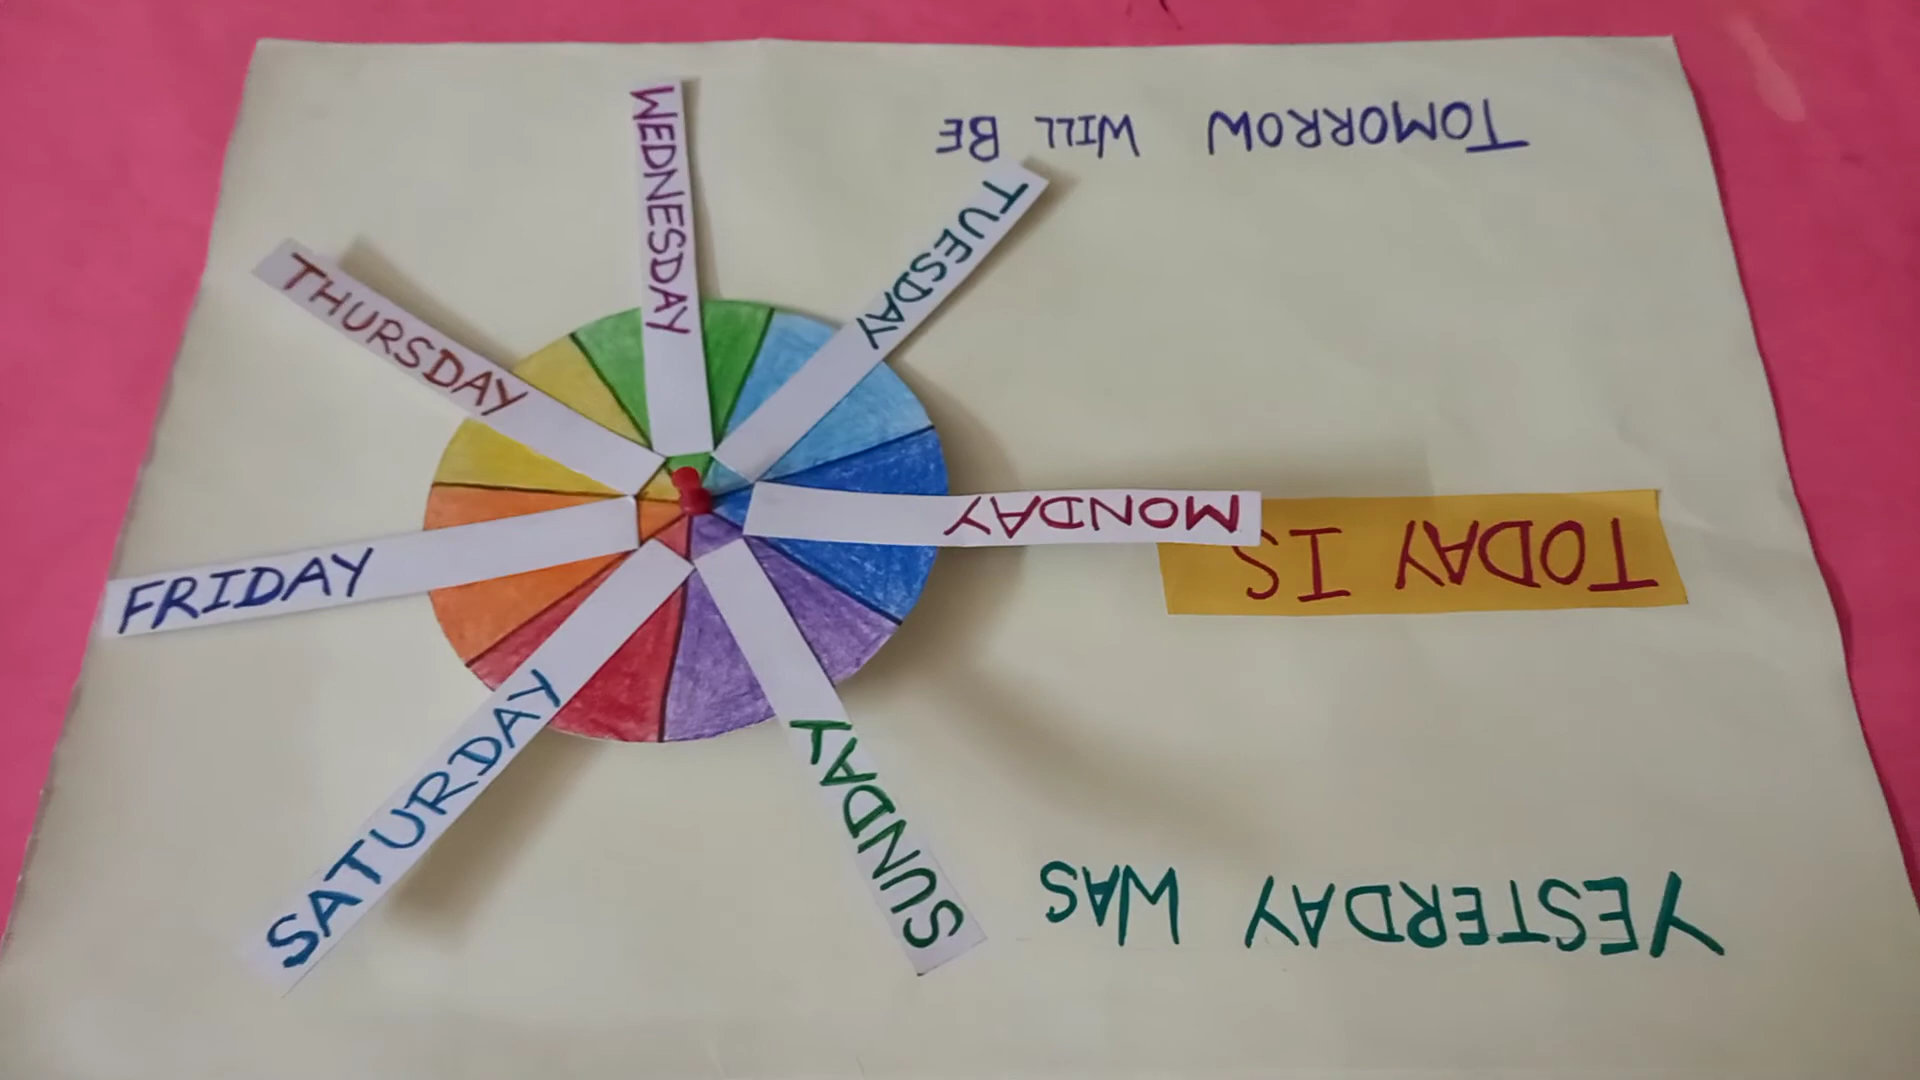 YESTERDAY WAS
SUNDAY
TODAY IS
MONDAY
TOMORROW WILL BE
TUESDAY
WEDNESDAY
THURSDAY
FRIDAY
SATURDAY